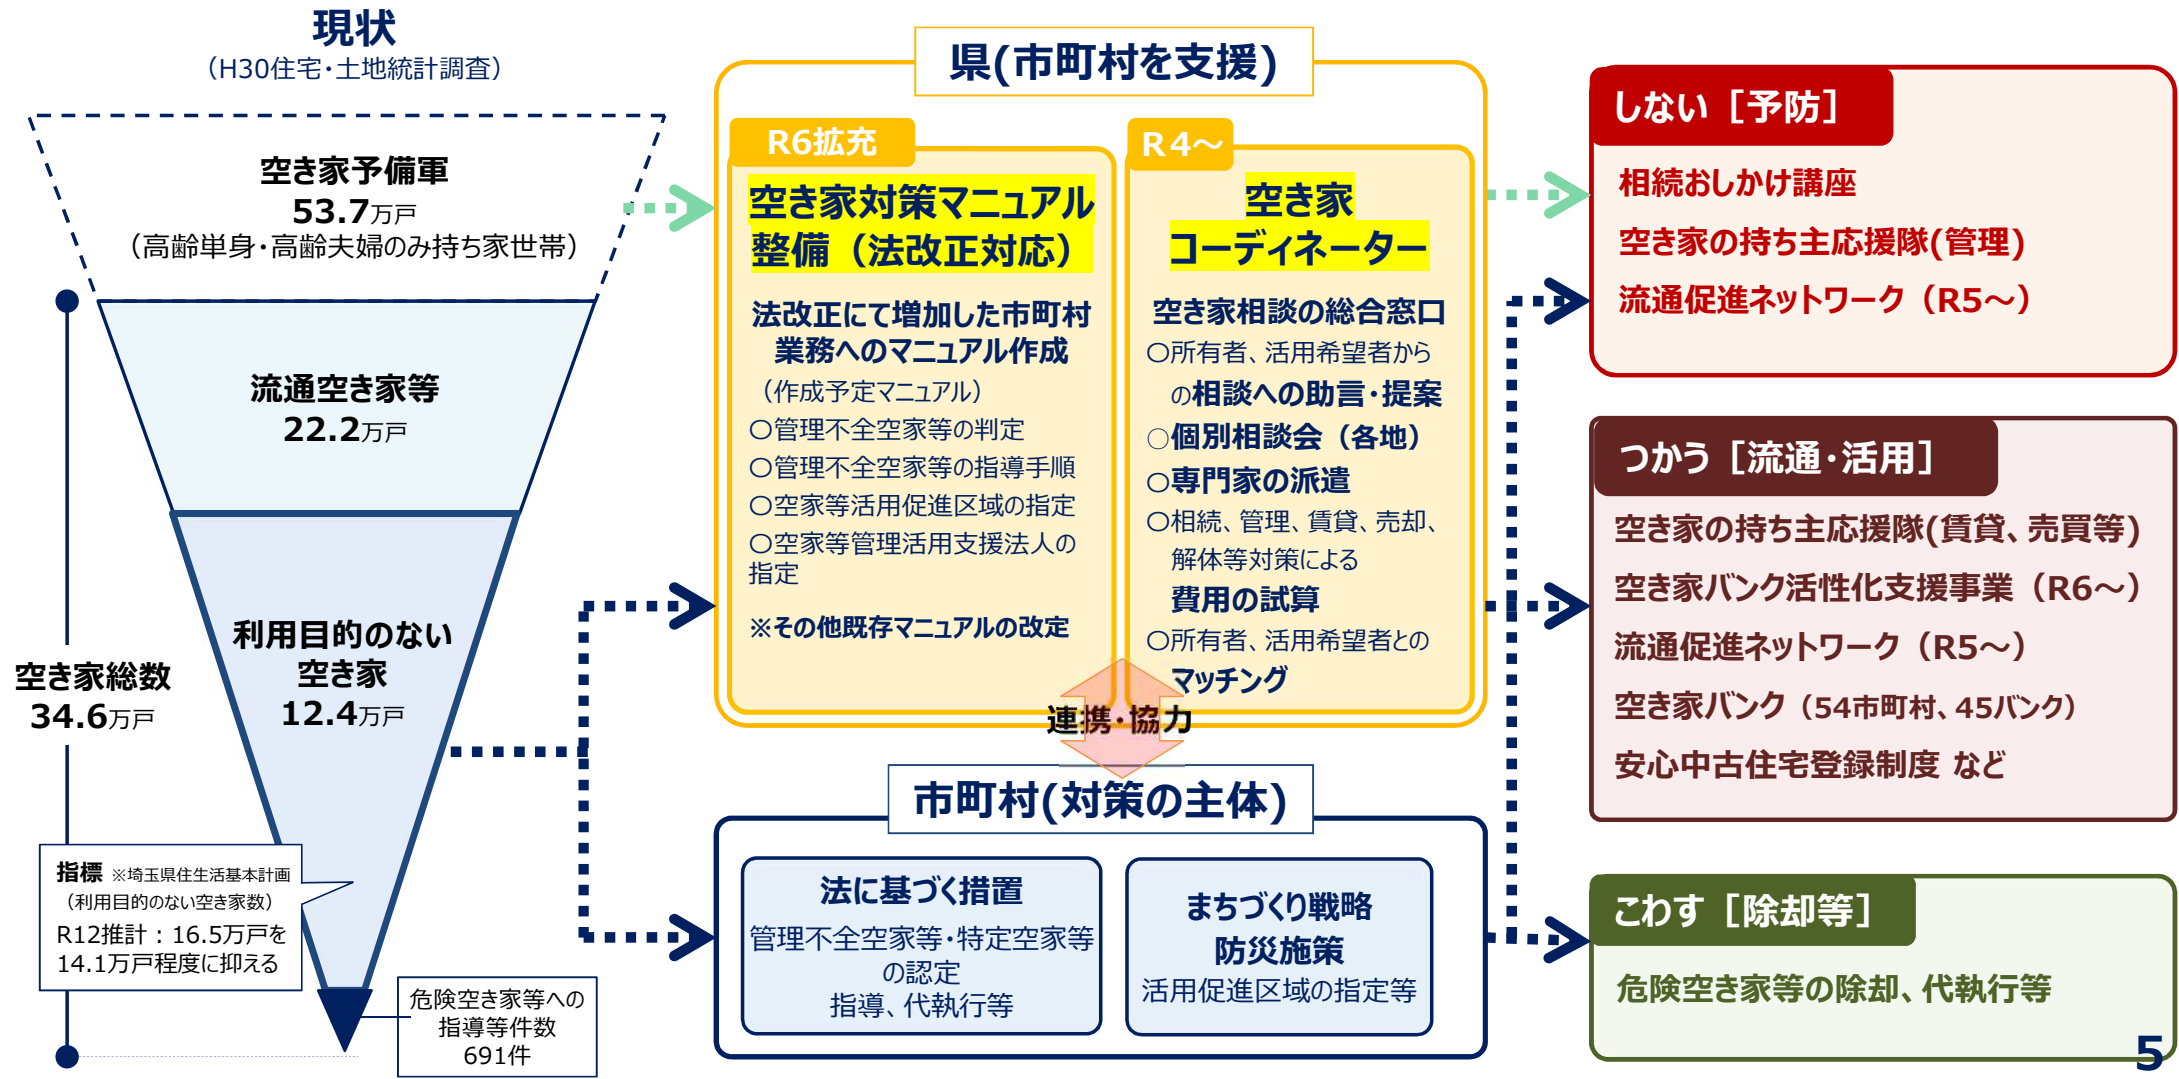 現状
（H30住宅・土地統計調査）
空き家予備軍
53.7万戸
（高齢単身・高齢夫婦のみ持ち家世帯）
流通空き家等
22.2万戸
利用目的のない
空き家
12.4万戸
空き家総数
34.6万戸
指標 ※埼玉県住生活基本計画
（利用目的のない空き家数）
R12推計：16.5万戸を
14.1万戸程度に抑える
危険空き家等への
指導等件数
691件
県(市町村を支援)
R6拡充
空き家対策マニュアル
整備（法改正対応）
法改正にて増加した市町村
業務へのマニュアル作成
（作成予定マニュアル）
〇管理不全空家等の判定
〇管理不全空家等の指導手順
〇空家等活用促進区域の指定
〇空家等管理活用支援法人の
指定
※その他既存マニュアルの改定
R４～
空き家
コーディネーター
空き家相談の総合窓口
〇所有者、活用希望者から
の相談への助言・提案
○個別相談会（各地）
〇専門家の派遣
〇相続、管理、賃貸、売却、
解体等対策による
費用の試算
〇所有者、活用希望者との
マッチング
連携・協力
市町村(対策の主体)
法に基づく措置
管理不全空家等・特定空家等
の認定
指導、代執行等
まちづくり戦略
防災施策
活用促進区域の指定等
しない［予防］
相続おしかけ講座
空き家の持ち主応援隊(管理)
流通促進ネットワーク（R5～）
つかう［流通・活用］
空き家の持ち主応援隊(賃貸、売買等)
空き家バンク活性化支援事業（R6～）
流通促進ネットワーク（R5～）
空き家バンク（54市町村、45バンク）
安心中古住宅登録制度 など
こわす［除却等］
危険空き家等の除却、代執行等
5